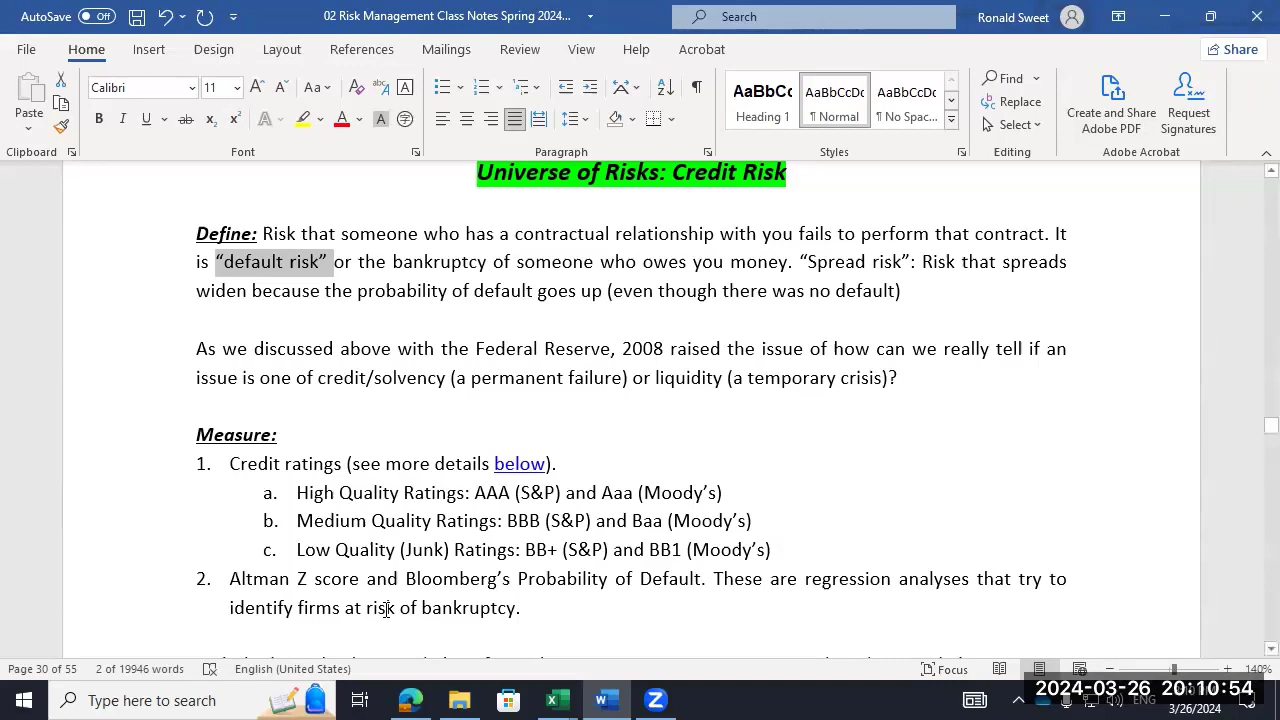 AutoSave Off 02 Risk Management Class Notes Spring 2024... Search Ronald Sweet
File Home Insert Design Layout References Mailings Review View Help Acrobat Share
Paste Calibri 11 Aa AaBbCc AaBbCcDc AaBbCcDc Find Replace Select Create and Share Adobe PDF Request Signatures
Heading 1 ¶ Normal ¶ No Spac...
Clipboard Font Paragraph Styles Editing Adobe Acrobat
Universe of Risks: Credit Risk
Define: Risk that someone who has a contractual relationship with you fails to perform that contract. It
is “default risk” or the bankruptcy of someone who owes you money. “Spread risk”: Risk that spreads
widen because the probability of default goes up (even though there was no default)
As we discussed above with the Federal Reserve, 2008 raised the issue of how can we really tell if an
issue is one of credit/solvency (a permanent failure) or liquidity (a temporary crisis)?
Measure:
1. Credit ratings (see more details below).
a. High Quality Ratings: AAA (S&P) and Aaa (Moody’s)
b. Medium Quality Ratings: BBB (S&P) and Baa (Moody’s)
c. Low Quality (Junk) Ratings: BB+ (S&P) and BB1 (Moody’s)
2. Altman Z score and Bloomberg’s Probability of Default. These are regression analyses that try to
identify firms at risk of bankruptcy.
Page 30 of 55 2 of 19946 words English (United States) Focus 140%
Type here to search ENG
2024-03-26 20:10:54
3/26/2024